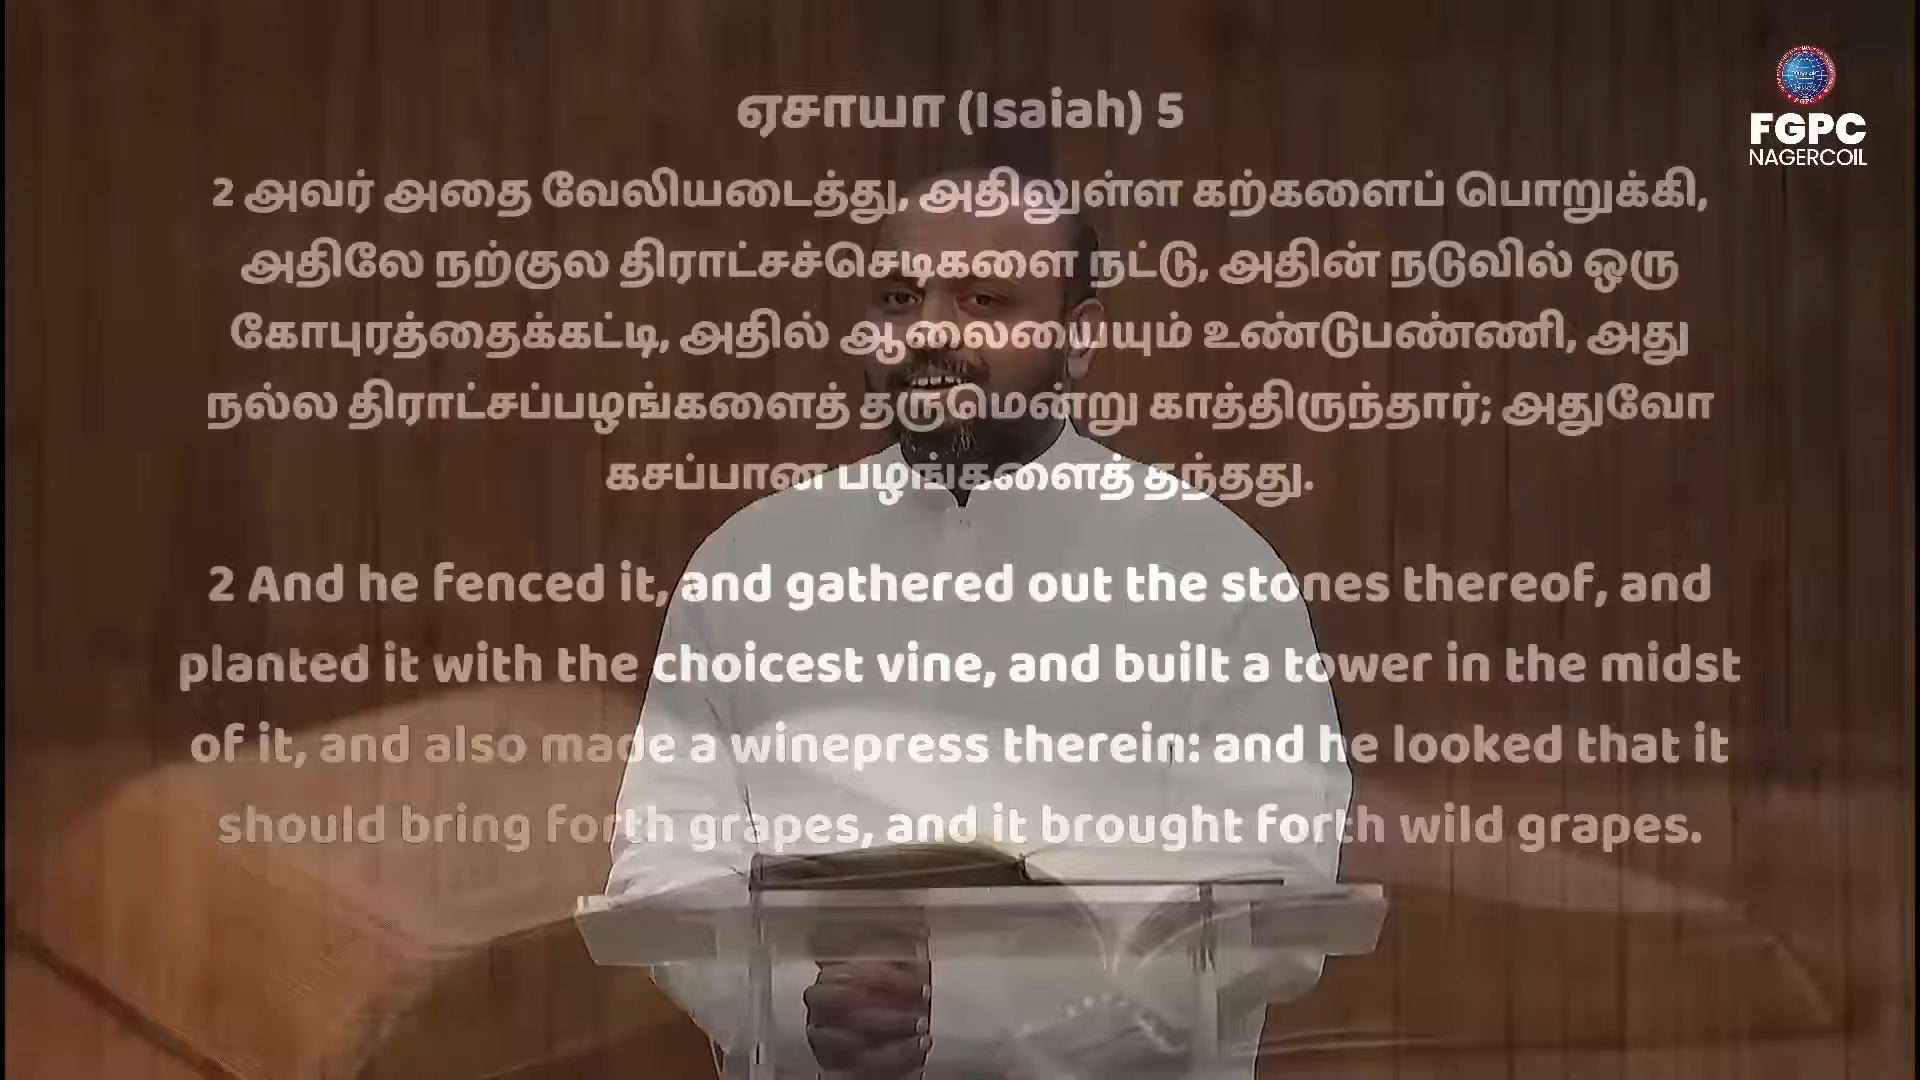 ஏசாயா (Isaiah) 5
2 அவர் அதை வேலியடைத்து, அதிலுள்ள கற்களைப் பொறுக்கி,
அதிலே நற்குல திராட்சச்செடிகளை நட்டு, அதின் நடுவில் ஒரு
கோபுரத்தைக்கட்டி, அதில் ஆலையையும் உண்டுபண்ணி, அது
நல்ல திராட்சப்பழங்களைத் தருமென்று காத்திருந்தார்; அதுவோ
கசப்பான பழங்களைத் தந்தது.
2 And he fenced it, and gathered out the stones thereof, and
planted it with the choicest vine, and built a tower in the midst
of it, and also made a winepress therein: and he looked that it
should bring forth grapes, and it brought forth wild grapes.
FGPC
NAGERCOIL